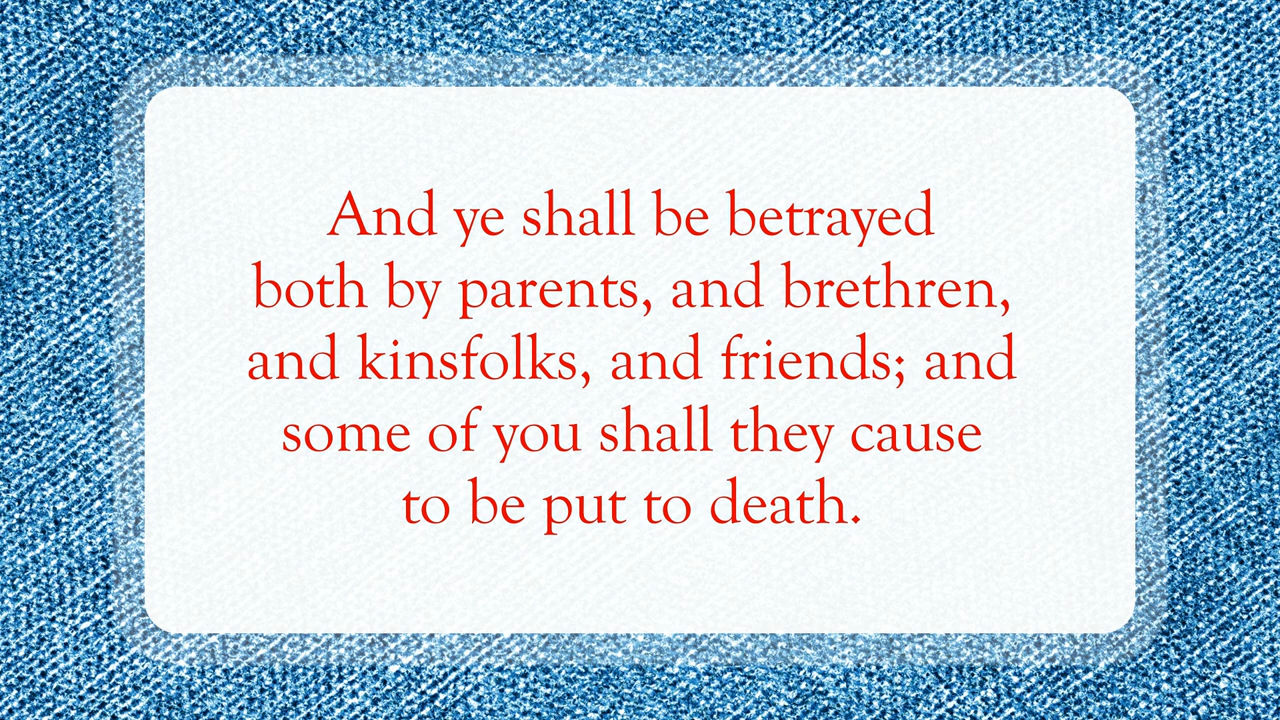 And ye shall be betrayed
both by parents, and brethren,
and kinsfolks, and friends; and
some of you shall they cause
to be put to death.